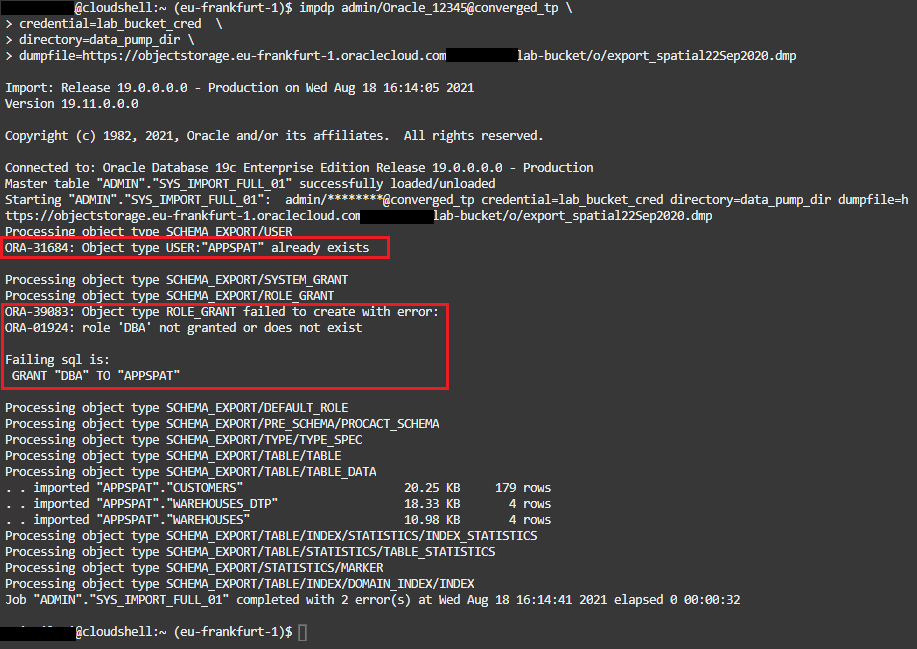 @cloudshell:~ (eu-frankfurt-1)$ impdp admin/Oracle_12345@converged_tp \
> credential=lab_bucket_cred  \
> directory=data_pump_dir \
> dumpfile=https://objectstorage.eu-frankfurt-1.oraclecloud.com lab-bucket/o/export_spatial22Sep2020.dmp
Import: Release 19.0.0.0.0 - Production on Wed Aug 18 16:14:05 2021
Version 19.11.0.0.0
Copyright (c) 1982, 2021, Oracle and/or its affiliates.  All rights reserved.
Connected to: Oracle Database 19c Enterprise Edition Release 19.0.0.0.0 - Production
Master table "ADMIN"."SYS_IMPORT_FULL_01" successfully loaded/unloaded
Starting "ADMIN"."SYS_IMPORT_FULL_01":  admin/********@converged_tp credential=lab_bucket_cred directory=data_pump_dir dumpfile=h
ttps://objectstorage.eu-frankfurt-1.oraclecloud.com lab-bucket/o/export_spatial22Sep2020.dmp
Processing object type SCHEMA_EXPORT/USER
ORA-31684: Object type USER:"APPSPAT" already exists
Processing object type SCHEMA_EXPORT/SYSTEM_GRANT
Processing object type SCHEMA_EXPORT/ROLE_GRANT
ORA-39083: Object type ROLE_GRANT failed to create with error:
ORA-01924: role 'DBA' not granted or does not exist
Failing sql is:
 GRANT "DBA" TO "APPSPAT"
Processing object type SCHEMA_EXPORT/DEFAULT_ROLE
Processing object type SCHEMA_EXPORT/PRE_SCHEMA/PROCACT_SCHEMA
Processing object type SCHEMA_EXPORT/TYPE/TYPE_SPEC
Processing object type SCHEMA_EXPORT/TABLE/TABLE
Processing object type SCHEMA_EXPORT/TABLE/TABLE_DATA
. . imported "APPSPAT"."CUSTOMERS"                       20.25 KB     179 rows
. . imported "APPSPAT"."WAREHOUSES_DTP"                  18.33 KB       4 rows
. . imported "APPSPAT"."WAREHOUSES"                      10.98 KB       4 rows
Processing object type SCHEMA_EXPORT/TABLE/INDEX/STATISTICS/INDEX_STATISTICS
Processing object type SCHEMA_EXPORT/TABLE/STATISTICS/TABLE_STATISTICS
Processing object type SCHEMA_EXPORT/STATISTICS/MARKER
Processing object type SCHEMA_EXPORT/TABLE/INDEX/DOMAIN_INDEX/INDEX
Job "ADMIN"."SYS_IMPORT_FULL_01" completed with 2 error(s) at Wed Aug 18 16:14:41 2021 elapsed 0 00:00:32
@cloudshell:~ (eu-frankfurt-1)$